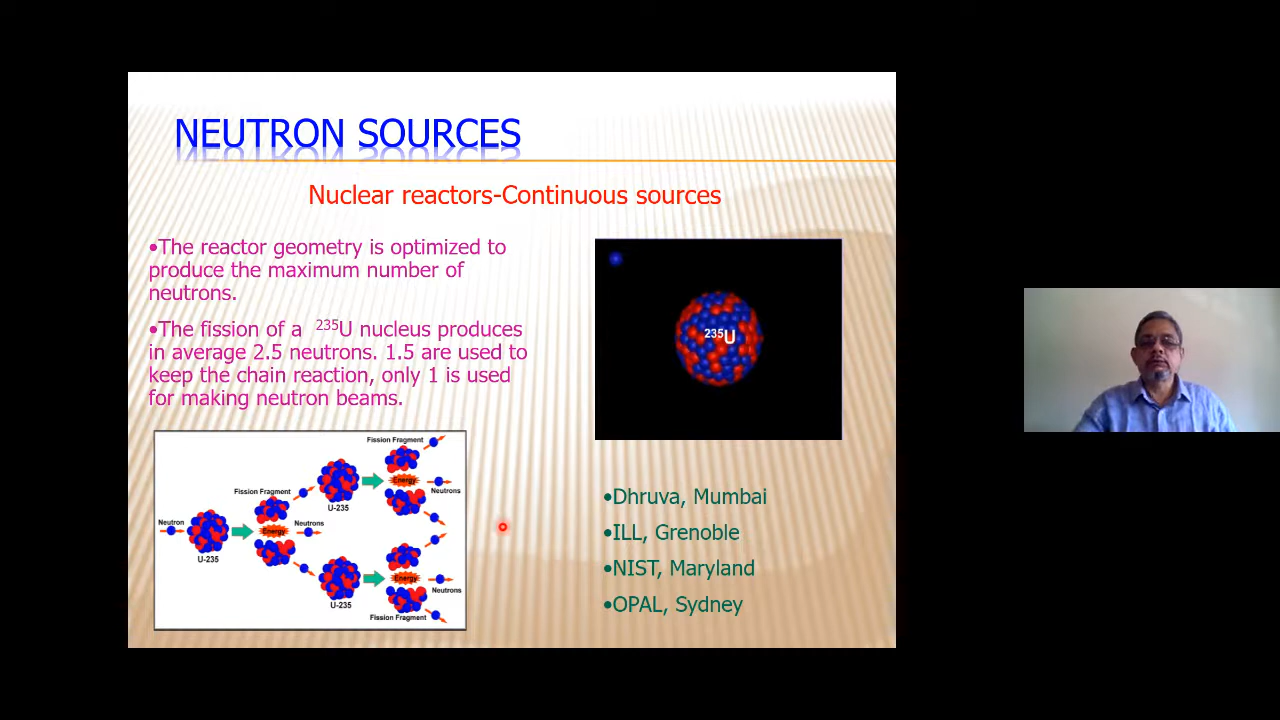 NEUTRON SOURCES
Nuclear reactors-Continuous sources
•The reactor geometry is optimized to
produce the maximum number of
neutrons.
•The fission of a ²³⁵U nucleus produces
in average 2.5 neutrons. 1.5 are used to
keep the chain reaction, only 1 is used
for making neutron beams.
²³⁵U
Fission Fragment
Energy
Neutrons
U-235
Fission Fragment
Neutron
Energy
Neutrons
U-235
Energy
Neutrons
U-235
Fission Fragment
•Dhruva, Mumbai
•ILL, Grenoble
•NIST, Maryland
•OPAL, Sydney